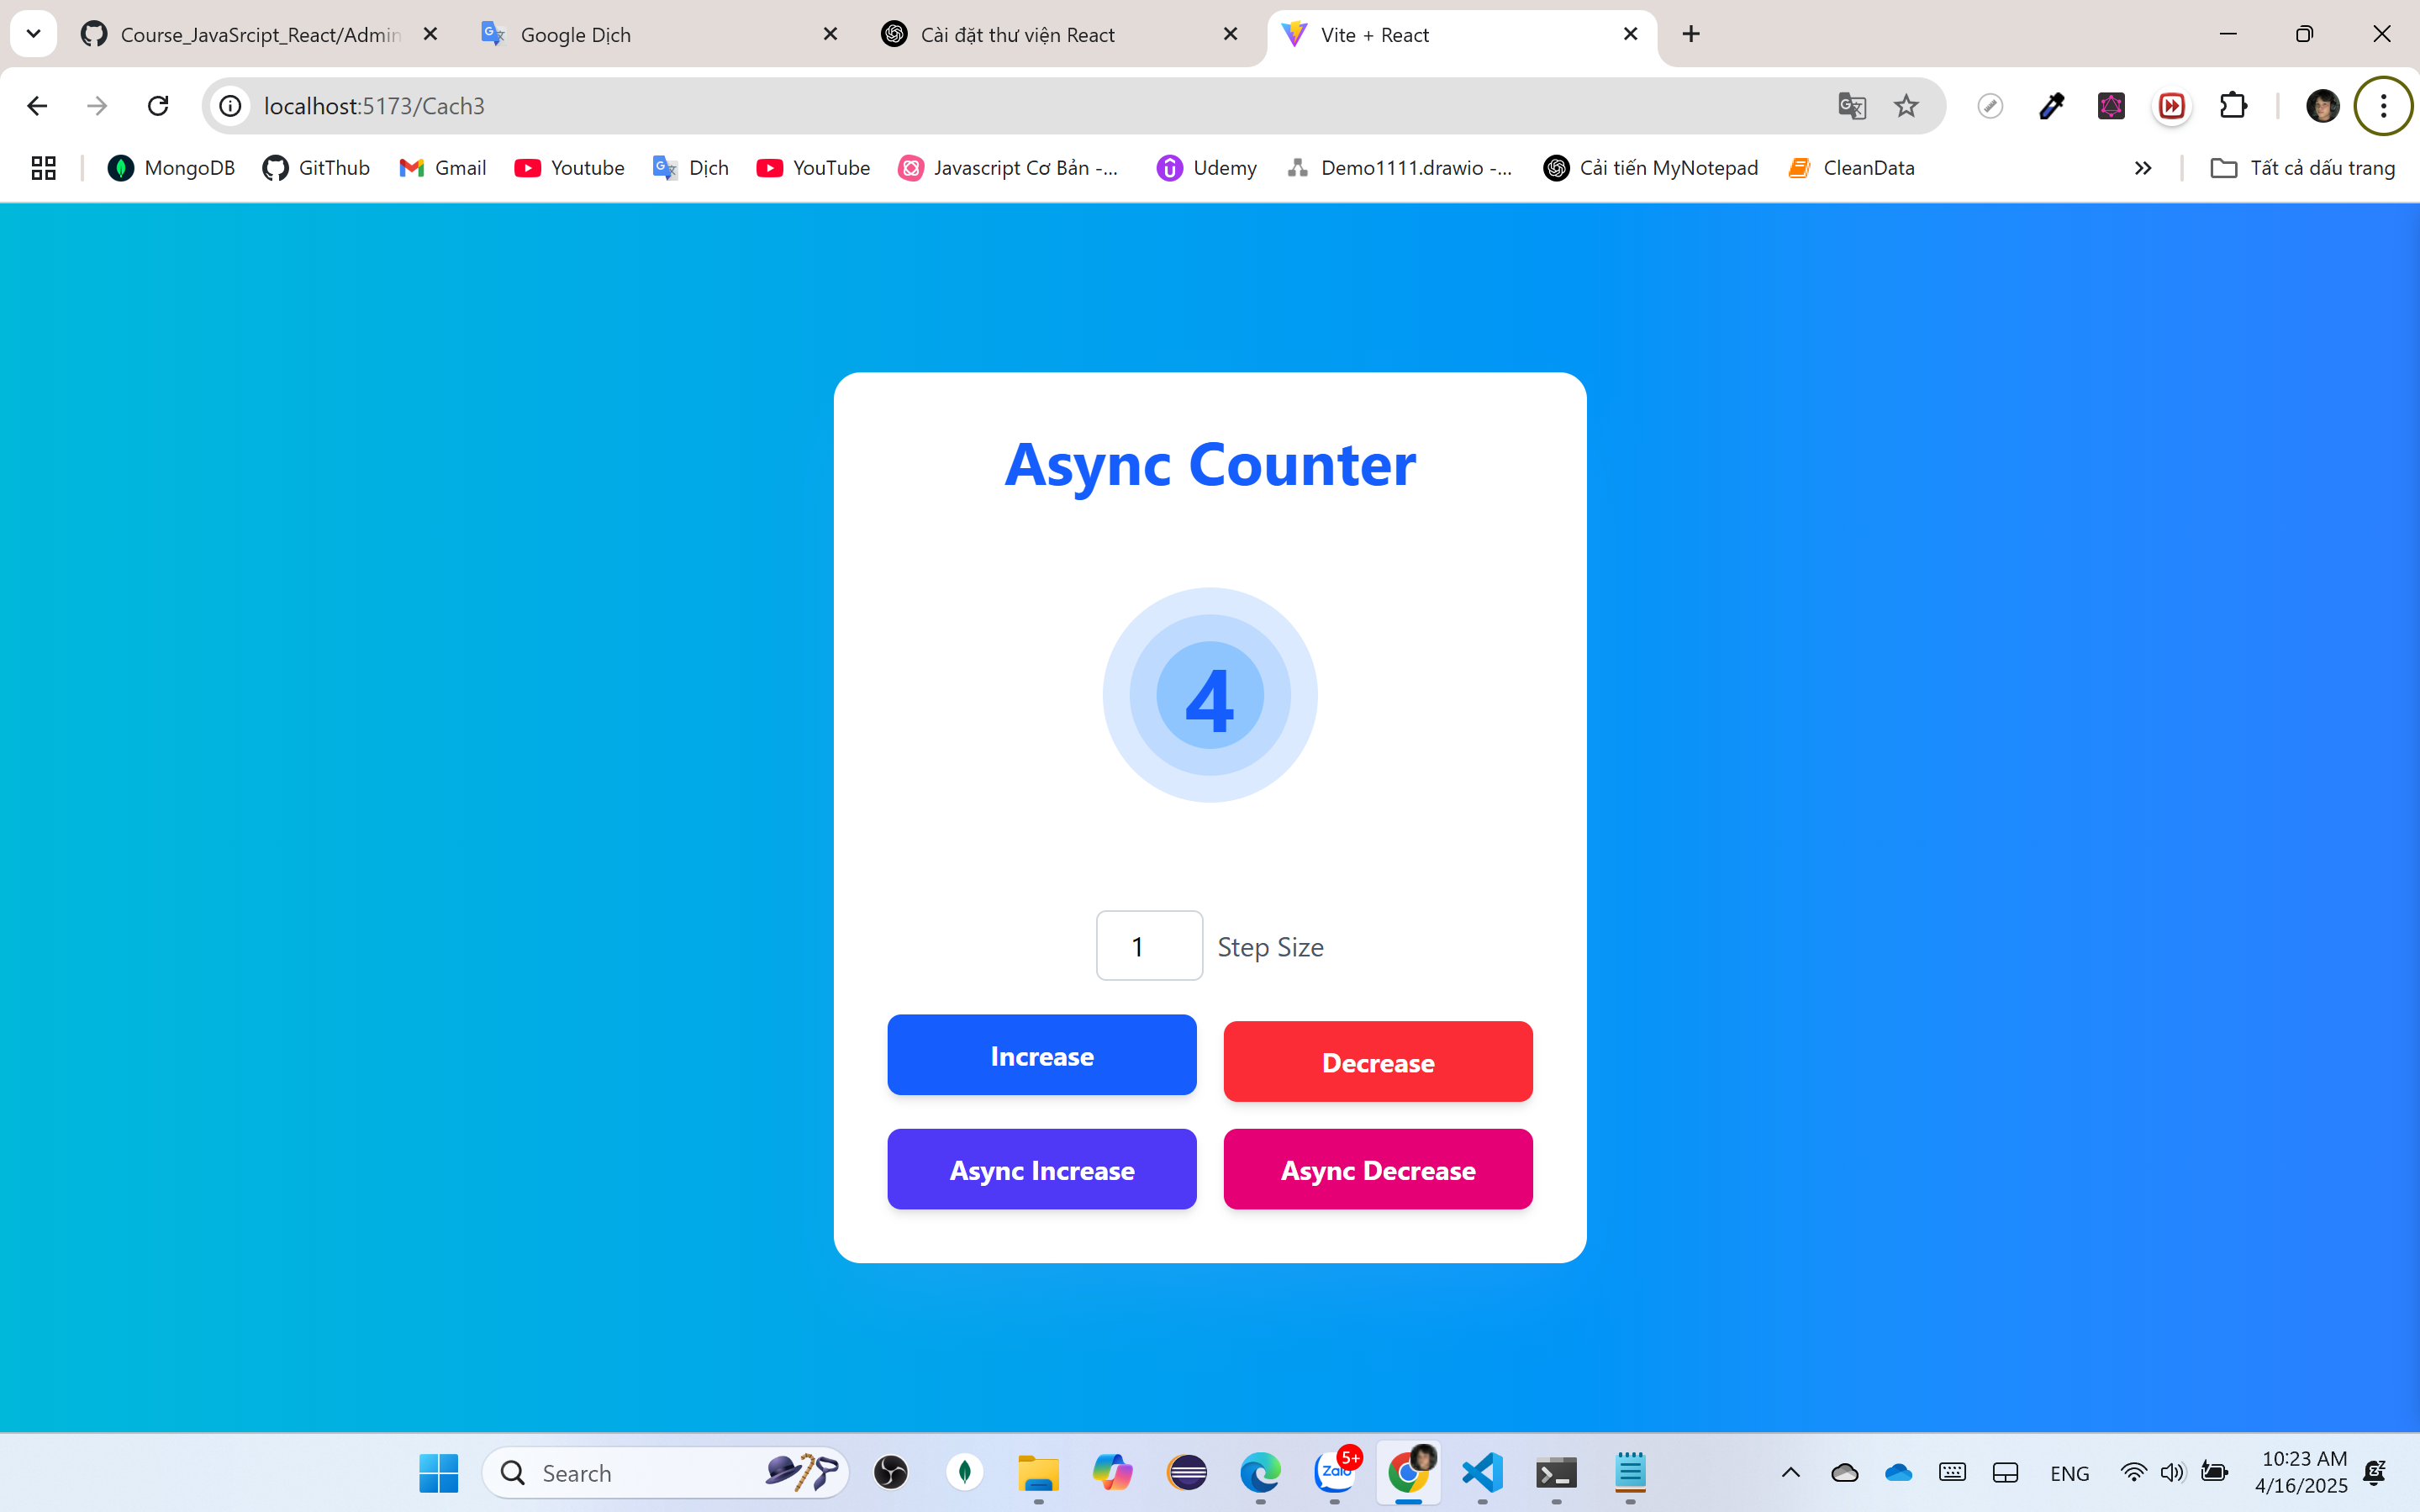 Course_JavaSrcipt_React/Admin
Google Dịch
Cài đặt thư viện React
Vite + React
localhost:5173/Cach3
MongoDB
GitThub
Gmail
Youtube
Dịch
YouTube
Javascript Cơ Bản -...
Udemy
Demo1111.drawio -...
Cải tiến MyNotepad
CleanData
Tất cả dấu trang
Async Counter
4
1
Step Size
Increase
Decrease
Async Increase
Async Decrease
Search
Zalo
5+
ENG
10:23 AM
4/16/2025